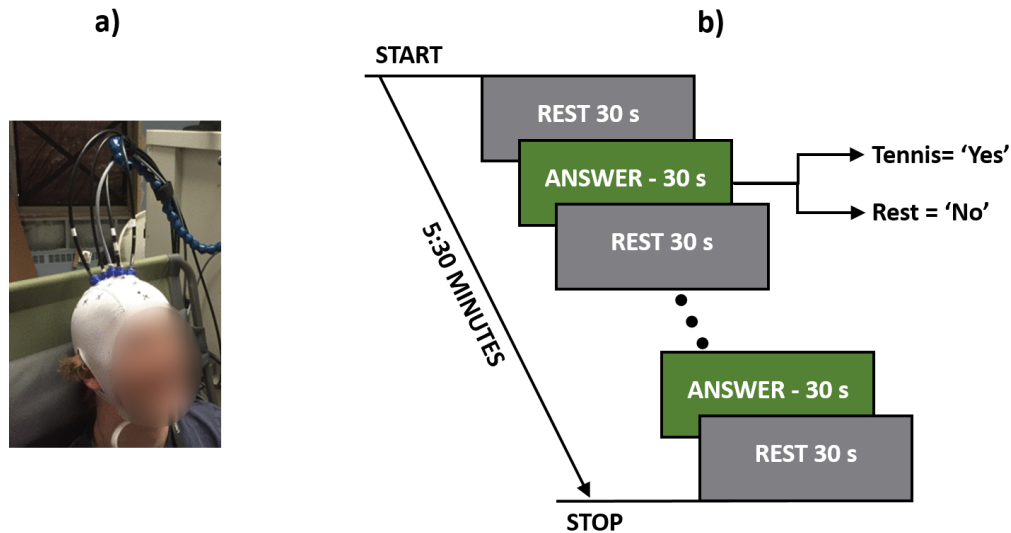 a)
b)
START
REST 30 s
ANSWER - 30 s
Tennis= ‘Yes’
Rest = ‘No’
REST 30 s
5:30 MINUTES
ANSWER - 30 s
REST 30 s
STOP